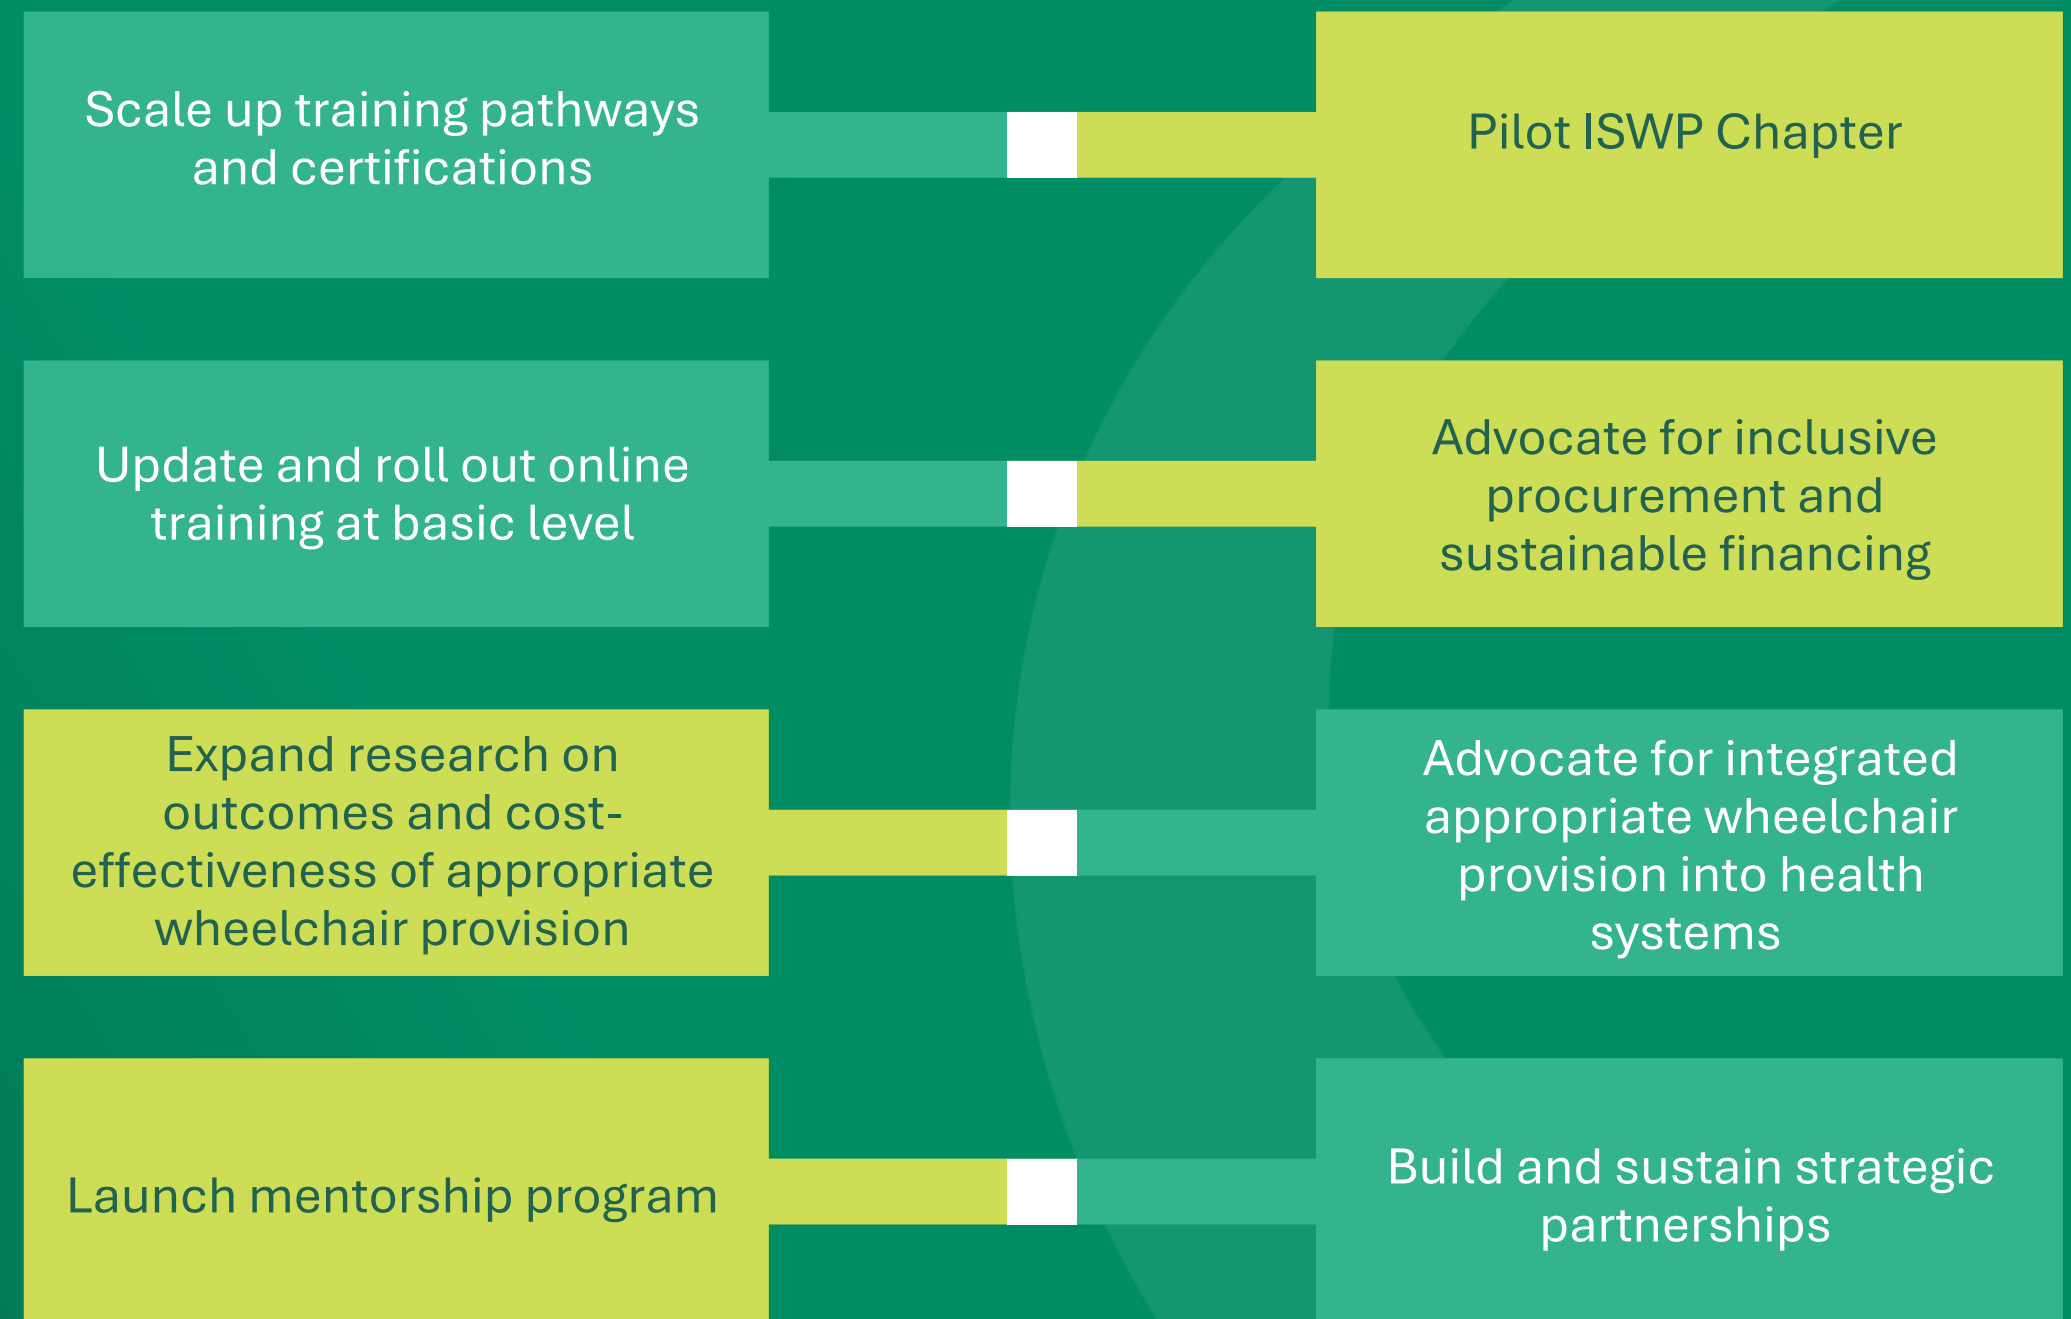 Scale up training pathways
and certifications
Pilot ISWP Chapter
Update and roll out online
training at basic level
Advocate for inclusive
procurement and
sustainable financing
Expand research on
outcomes and cost-
effectiveness of appropriate
wheelchair provision
Advocate for integrated
appropriate wheelchair
provision into health
systems
Launch mentorship program
Build and sustain strategic
partnerships